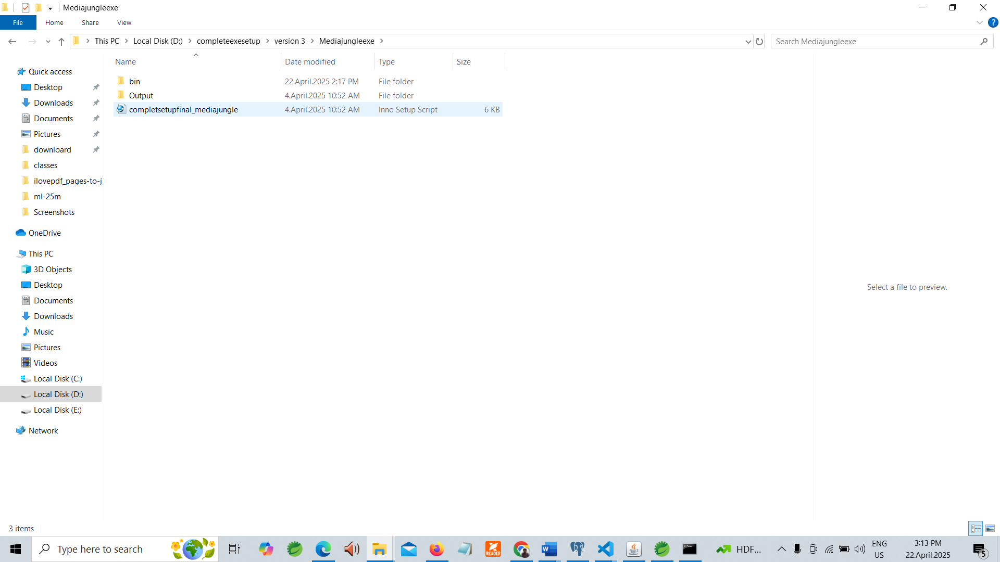 Mediajungleexe
File Home Share View
This PC Local Disk (D:) completeexesetup version 3 Mediajungleexe
Search Mediajungleexe
Name Date modified Type Size
bin 22.April.2025 2:17 PM File folder
Output 4.April.2025 10:52 AM File folder
completsetupfinal_mediajungle 4.April.2025 10:52 AM Inno Setup Script 6 KB
Quick access
Desktop
Downloads
Documents
Pictures
downloard
classes
ilovepdf_pages-to-j
ml-25m
Screenshots
OneDrive
This PC
3D Objects
Desktop
Documents
Downloads
Music
Pictures
Videos
Local Disk (C:)
Local Disk (D:)
Local Disk (E:)
Network
Select a file to preview.
3 items
Type here to search
READER
HDF...
ENG
US
3:13 PM
22.April.2025
5